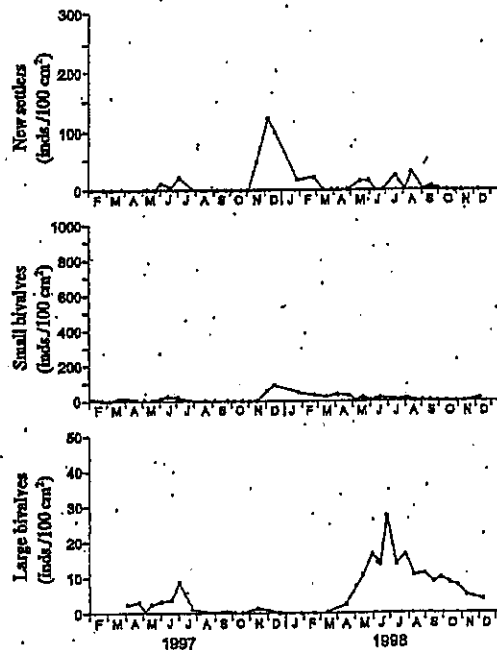 New settlers
(inds./100 cm²)
300
200
100
0
F M A M J J A S O N D J F M A M J J A S O N D
Small bivalves
(inds./100 cm²)
1000
800
600
400
200
0
F M A M J J A S O N D J F M A M J J A S O N D
Large bivalves
(inds./100 cm²)
50
40
30
20
10
0
F M A M J J A S O N D J F M A M J J A S O N D
1997 1998